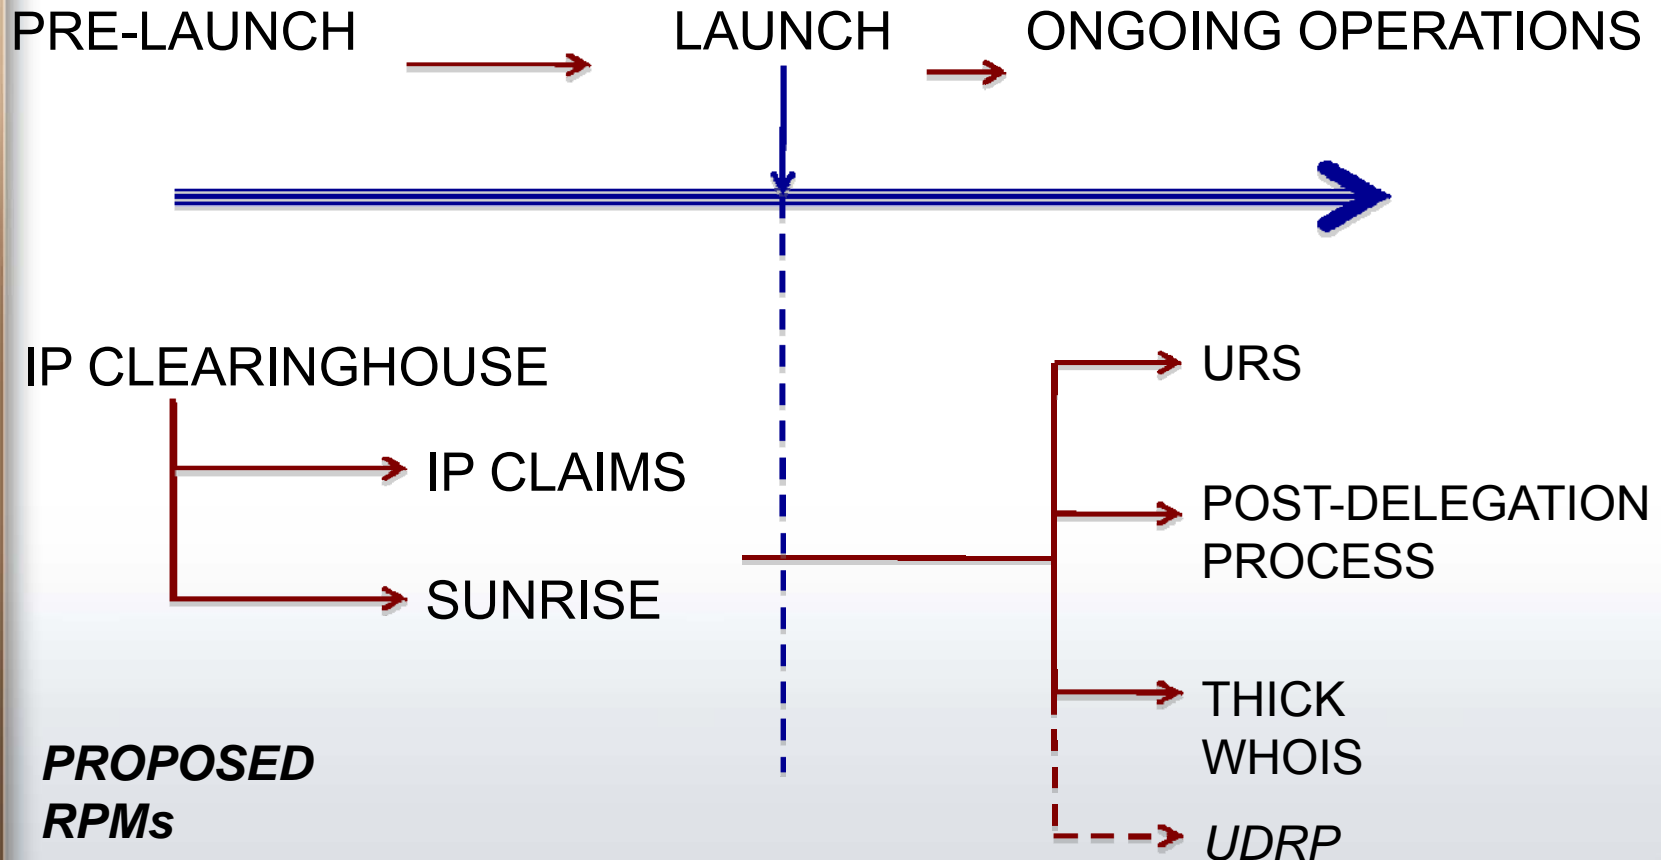 PRE-LAUNCH
LAUNCH
ONGOING OPERATIONS
IP CLEARINGHOUSE
IP CLAIMS
SUNRISE
URS
POST-DELEGATION
PROCESS
THICK
WHOIS
UDRP
PROPOSED
RPMs